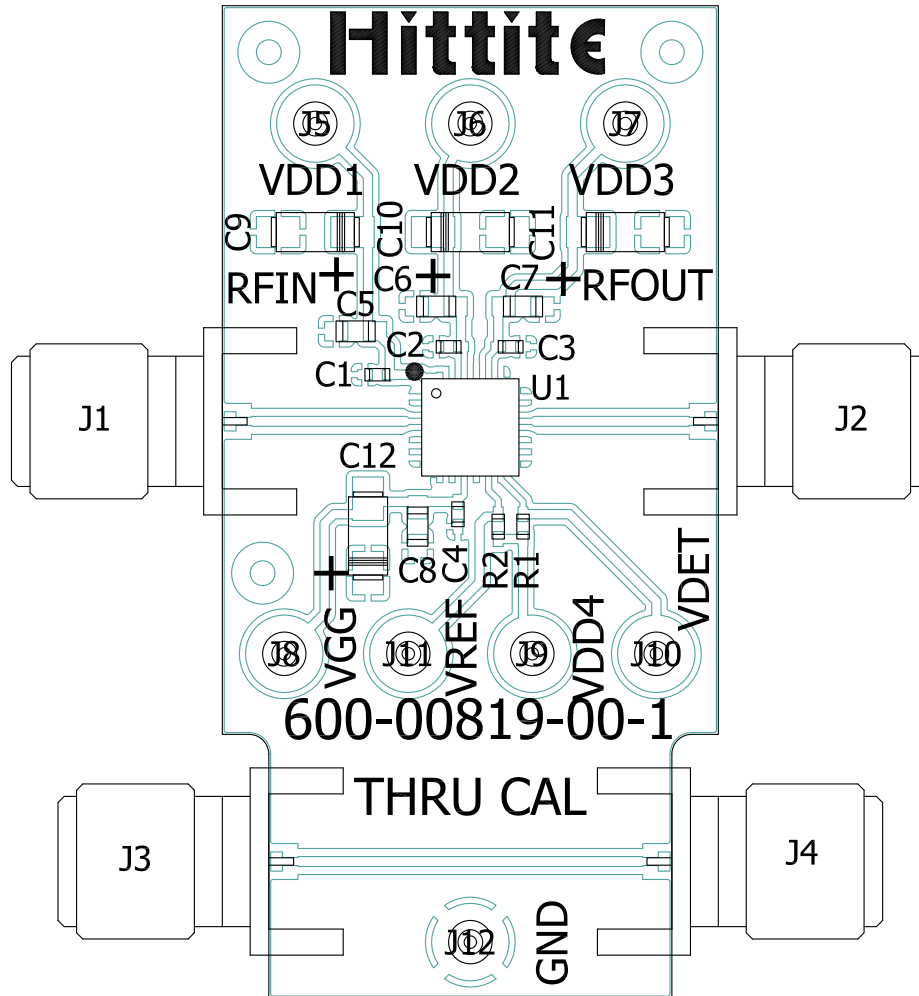 Hittite
J5 J6 J7
VDD1 VDD2 VDD3
C9 C10 C11
RFIN + C6 + C7 + RFOUT
C5
C2 C3
C1
U1
J1 J2
C12
+ C8 C4 R2 R1 VDET
VGG VREF VDD4
J8 J11 J9 J10
600-00819-00-1
THRU CAL
J3 J4
J12 GND